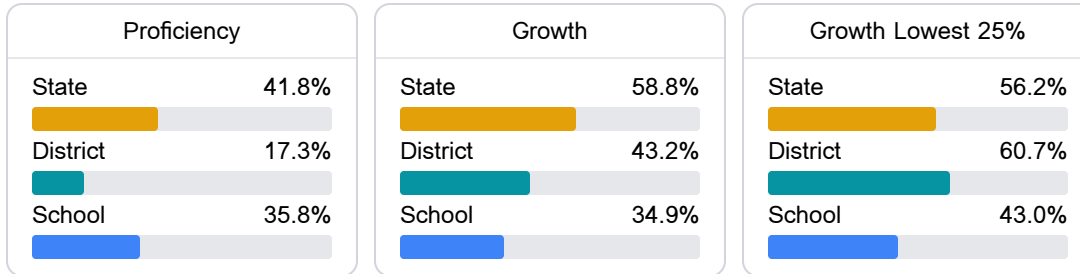 Proficiency
State 41.8%
District 17.3%
School 35.8%
Growth
State 58.8%
District 43.2%
School 34.9%
Growth Lowest 25%
State 56.2%
District 60.7%
School 43.0%